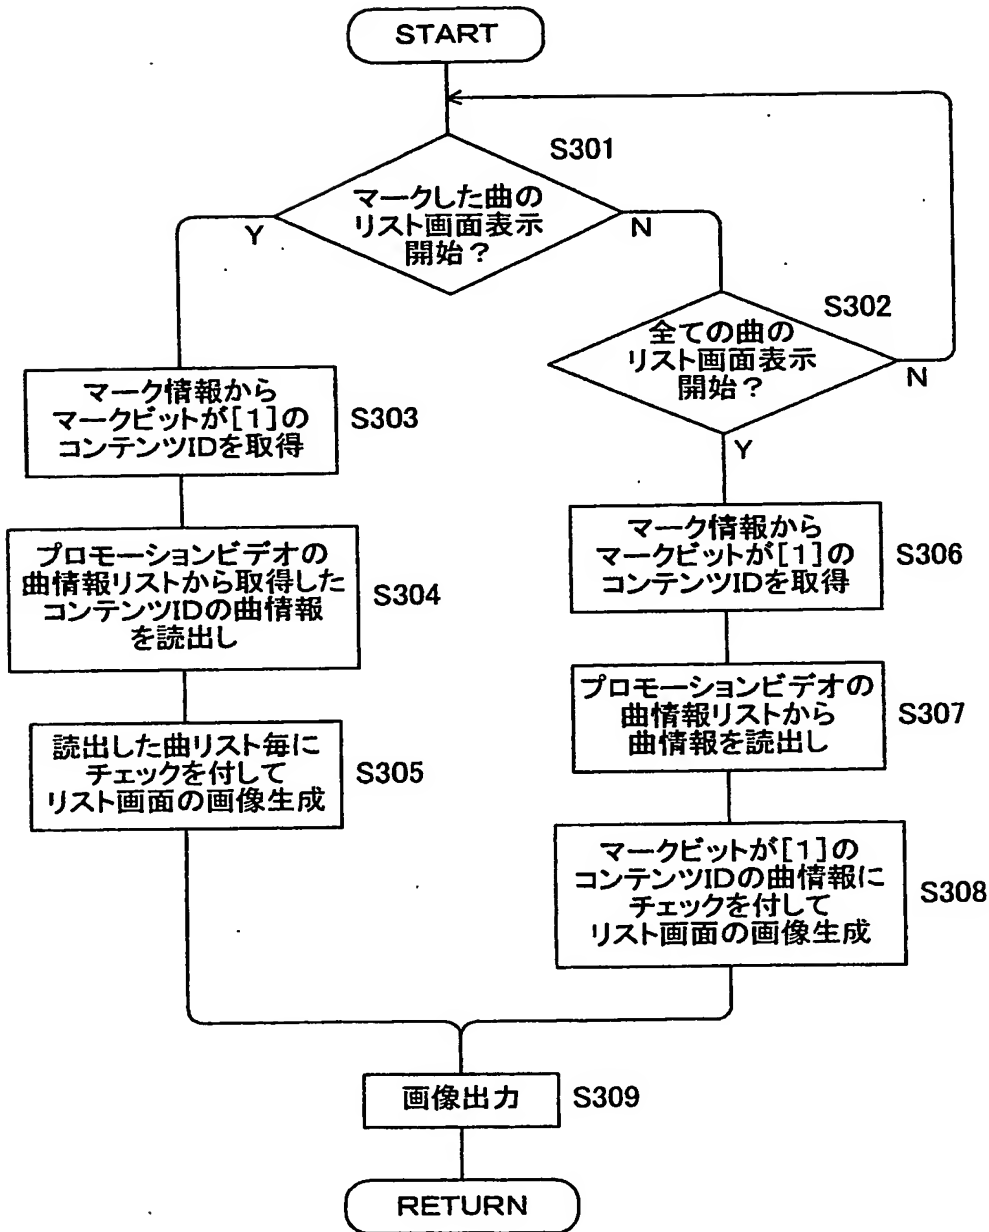 START
S301
マークした曲の
リスト画面表示
開始？
Y
N
S302
全ての曲の
リスト画面表示
開始？
N
Y
マーク情報から
マークビットが[1]の
コンテンツIDを取得
S303
プロモーションビデオの
曲情報リストから取得した
コンテンツIDの曲情報
を読出し
S304
読出した曲リスト毎に
チェックを付して
リスト画面の画像生成
S305
マーク情報から
マークビットが[1]の
コンテンツIDを取得
S306
プロモーションビデオの
曲情報リストから
曲情報を読出し
S307
マークビットが[1]の
コンテンツIDの曲情報に
チェックを付して
リスト画面の画像生成
S308
画像出力
S309
RETURN